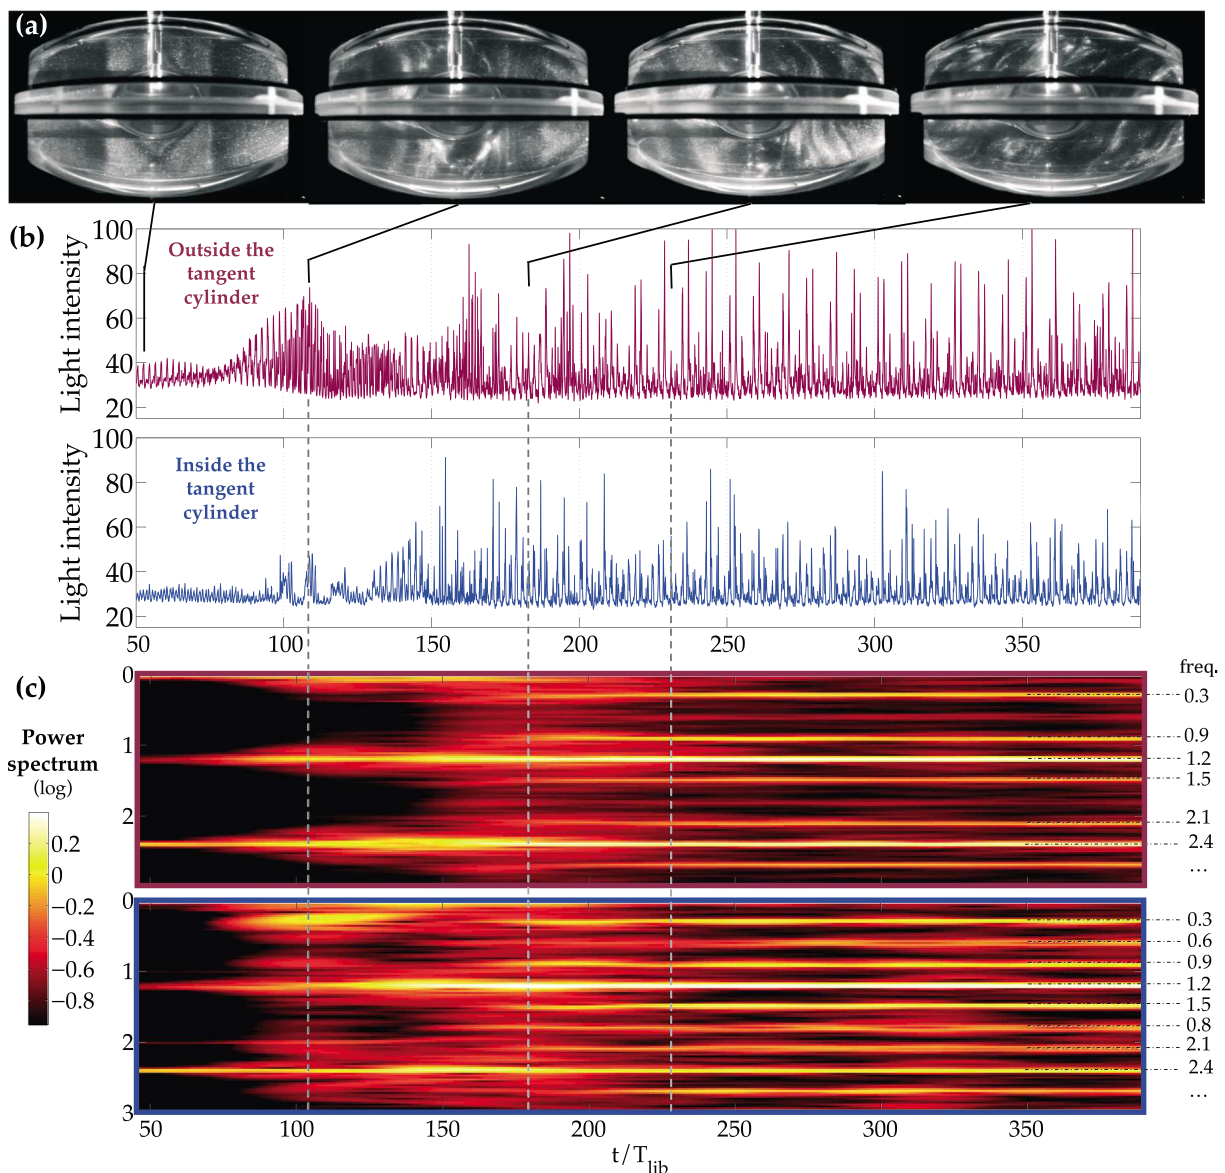 (a)
(b)
Light intensity
100
80
60
40
20
Outside the
tangent
cylinder
Light intensity
100
80
60
40
20
Inside the
tangent
cylinder
50 100 150 200 250 300 350
(c)
Power
spectrum
(log)
0.2
0
−0.2
−0.4
−0.6
−0.8
0
1
2
freq.
0.3
0.9
1.2
1.5
2.1
2.4
...
0
1
2
3
0.3
0.6
0.9
1.2
1.5
0.8
2.1
2.4
...
50 100 150 200 250 300 350
t/T_lib